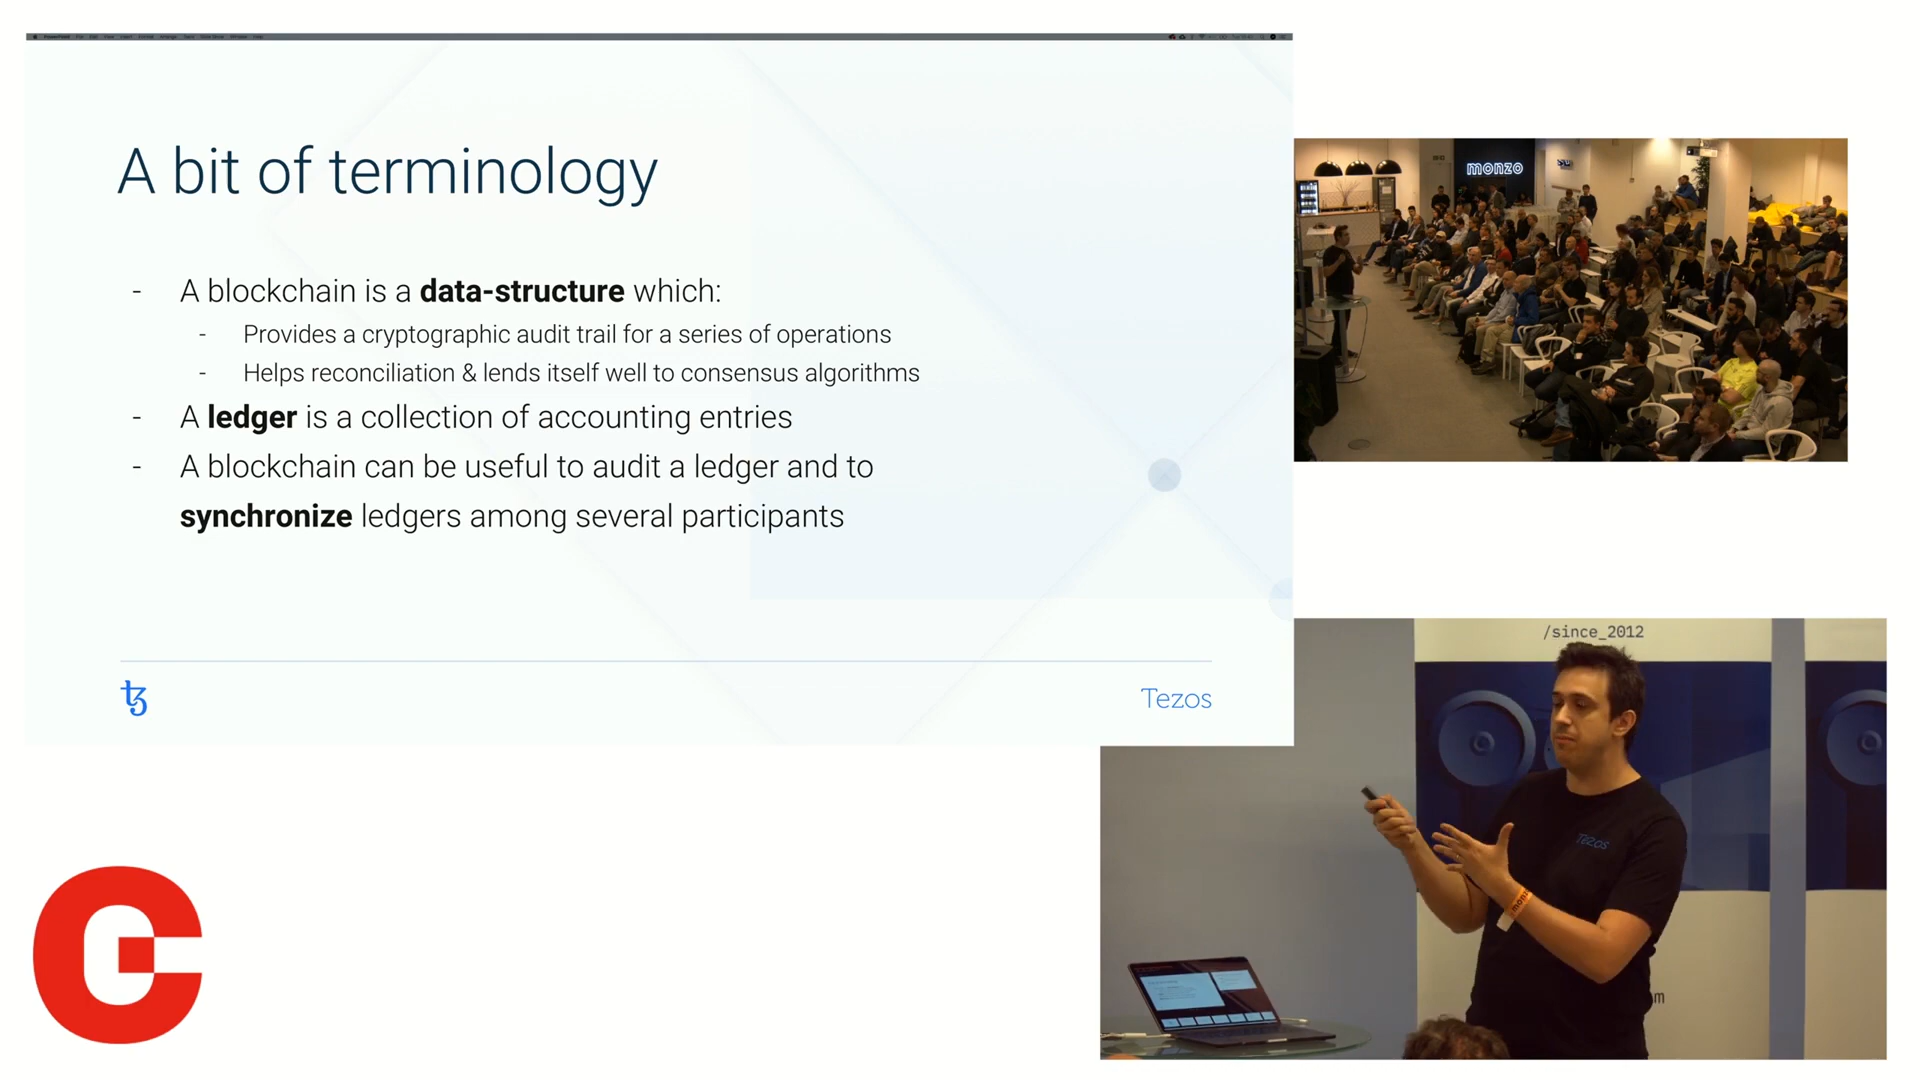 A bit of terminology
- A blockchain is a data-structure which:
- Provides a cryptographic audit trail for a series of operations
- Helps reconciliation & lends itself well to consensus algorithms
- A ledger is a collection of accounting entries
- A blockchain can be useful to audit a ledger and to
synchronize ledgers among several participants
Tezos
monzo
/since_2012
Tezos
monzo